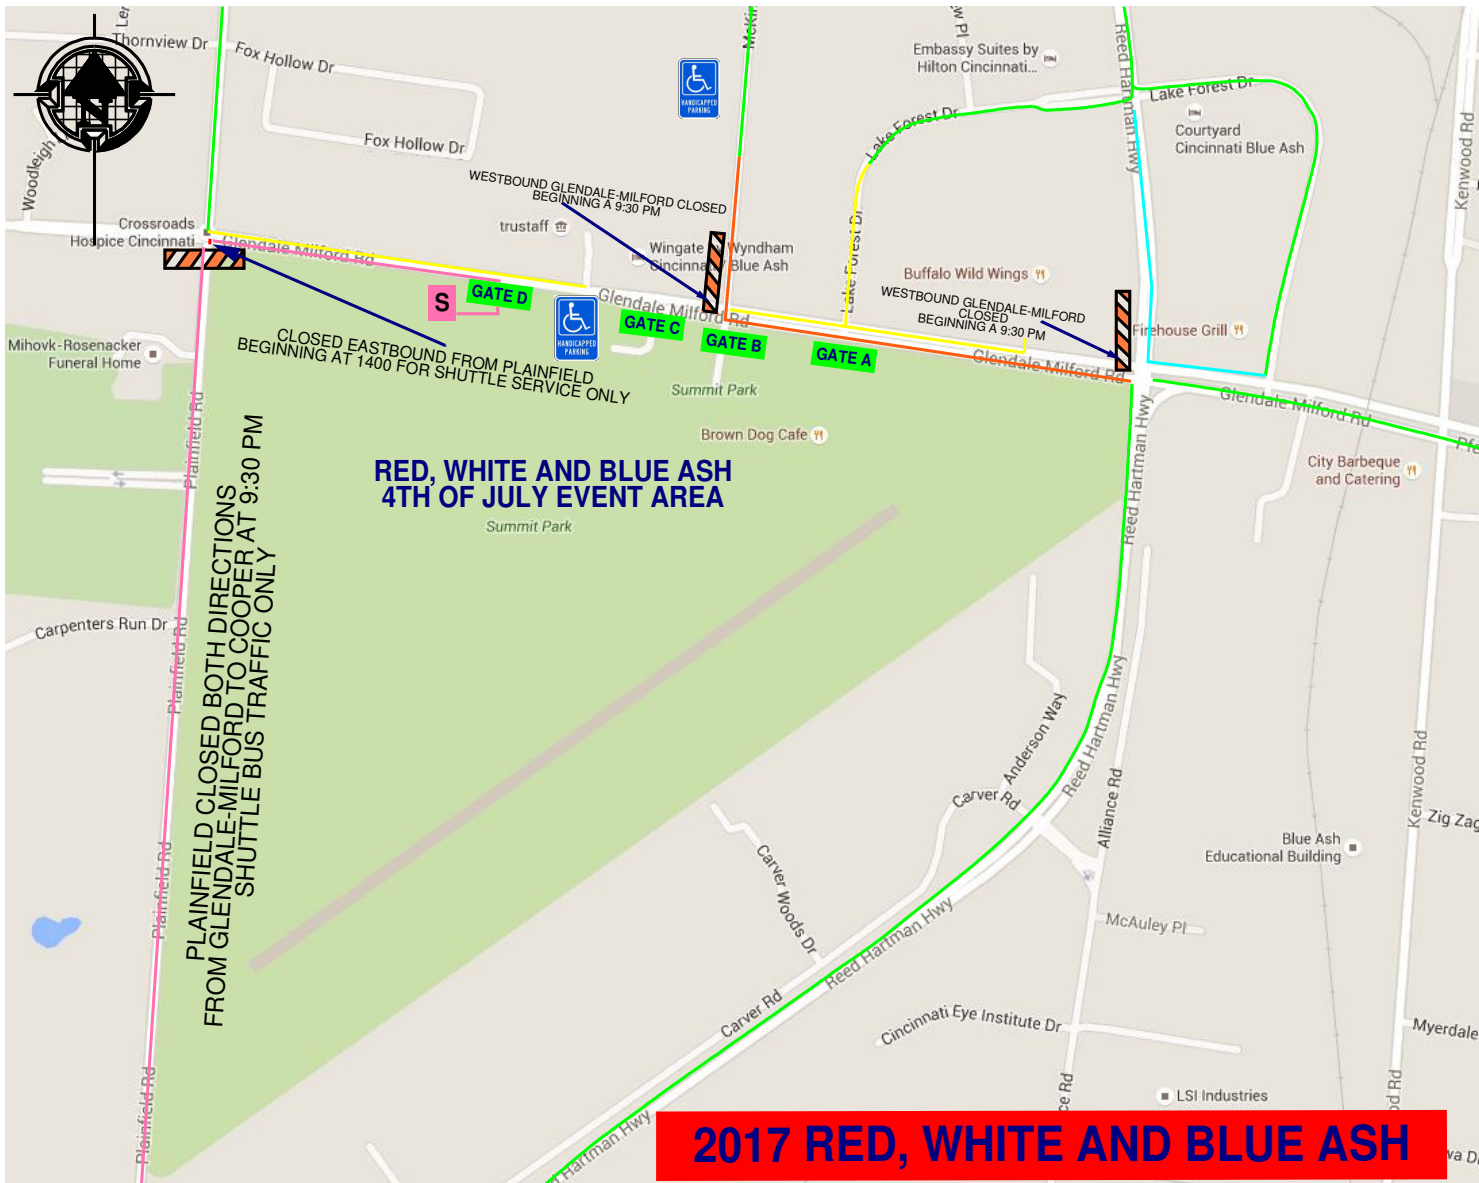 Thornview Dr
Fox Hollow Dr
Fox Hollow Dr
N
Crossroads
Hospice Cincinnati
Glendale Milford Rd
HANDICAPPED
PARKING
Embassy Suites by
Hilton Cincinnati...
Reed Hartman Hwy
Lake Forest Dr
Lake Forest Dr
Lake Forest Dr
Courtyard
Cincinnati Blue Ash
Kenwood Rd
WESTBOUND GLENDALE-MILFORD CLOSED
BEGINNING A 9:30 PM
trustaff
Buffalo Wild Wings
WESTBOUND GLENDALE-MILFORD
CLOSED
BEGINNING A 9:30 PM
Firehouse Grill
S
GATE D
HANDICAPPED
PARKING
Glendale Milford Rd
GATE C
GATE B
GATE A
Glendale Milford Rd
Glendale Milford Rd
CLOSED EASTBOUND FROM PLAINFIELD
BEGINNING AT 1400 FOR SHUTTLE SERVICE ONLY
Mihovk-Rosenacker
Funeral Home
Summit Park
Brown Dog Cafe
Plainfield Rd
Reed Hartman Hwy
City Barbeque
and Catering
RED, WHITE AND BLUE ASH
4TH OF JULY EVENT AREA
Summit Park
PLAINFIELD CLOSED BOTH DIRECTIONS
FROM GLENDALE-MILFORD TO COOPER AT 9:30 PM
SHUTTLE BUS TRAFFIC ONLY
Carpenters Run Dr
Plainfield Rd
Reed Hartman Hwy
Anderson Way
Carver Rd
Alliance Rd
Kenwood Rd
Zig Zag
Blue Ash
Educational Building
Plainfield Rd
Carver Woods Dr
Reed Hartman Hwy
McAuley Pl
Carver Rd
Cincinnati Eye Institute Dr
Myerdale
LSI Industries
Plainfield Rd
Hartman Hwy
2017 RED, WHITE AND BLUE ASH